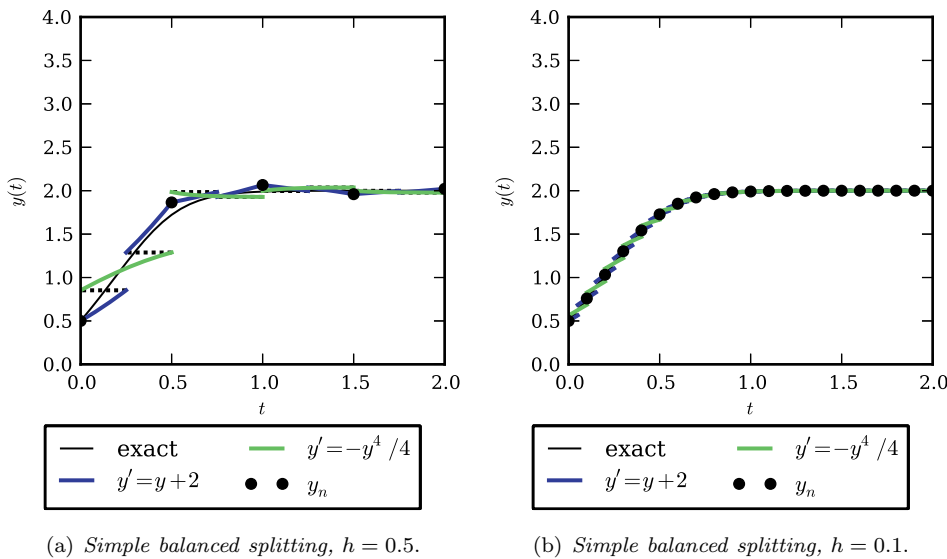 4.0
3.5
3.0
2.5
2.0
1.5
1.0
0.5
0.0
y(t)
0.0 0.5 1.0 1.5 2.0
t
exact
y′=y+2
y′=−y⁴/4
yₙ
(a) Simple balanced splitting, h = 0.5.
4.0
3.5
3.0
2.5
2.0
1.5
1.0
0.5
0.0
y(t)
0.0 0.5 1.0 1.5 2.0
t
exact
y′=y+2
y′=−y⁴/4
yₙ
(b) Simple balanced splitting, h = 0.1.